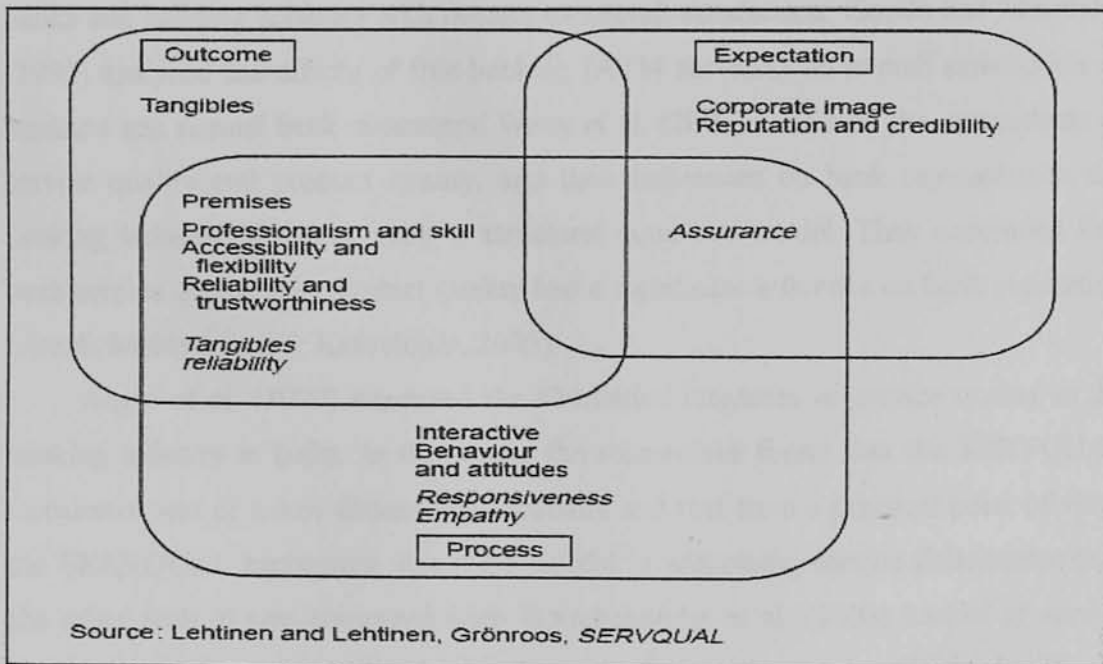 Outcome
Expectation
Tangibles
Corporate image
Reputation and credibility
Premises
Professionalism and skill
Accessibility and
flexibility
Reliability and
trustworthiness
Assurance
Tangibles
reliability
Interactive
Behaviour
and attitudes
Responsiveness
Empathy
Process
Source: Lehtinen and Lehtinen, Grönroos, SERVQUAL